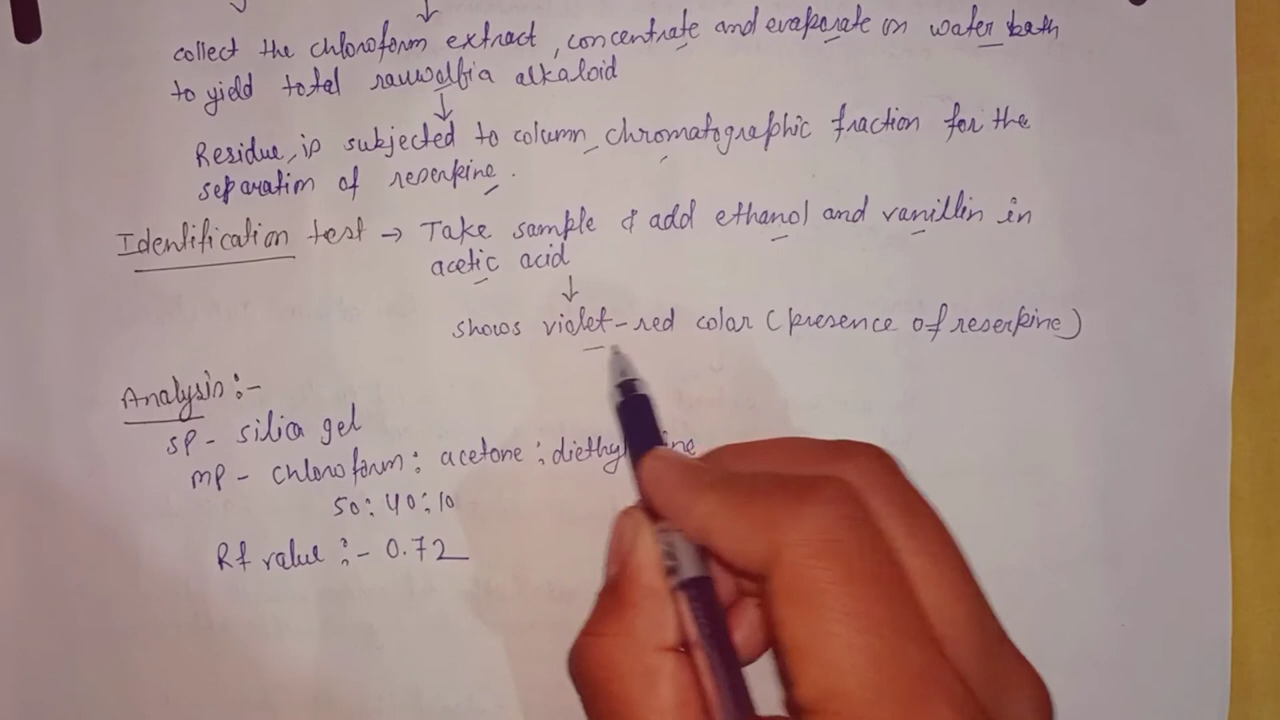 collect the chloroform extract, concentrate and evaporate on water bath
to yield total rauwolfia alkaloid
↓
Residue is subjected to column chromatographic fraction for the
separation of reserpine.
Identification test → Take sample & add ethanol and vanillin in
acetic acid
↓
shows violet-red color (presence of reserpine)
Analysis :-
SP - silica gel
mp - chloroform : acetone : diethyl ine
50 : 40 : 10
Rf value :- 0.72